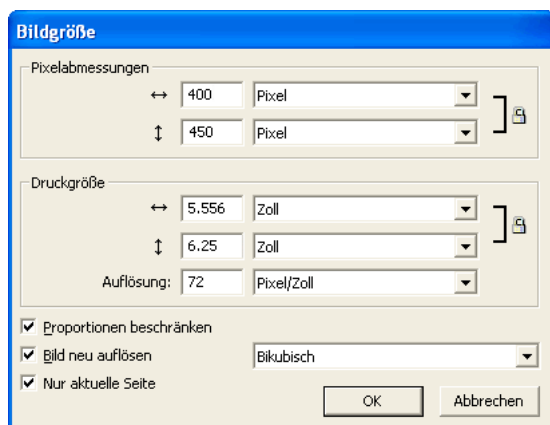 Bildgröße
Pixelabmessungen
400 Pixel
450 Pixel
Druckgröße
5.556 Zoll
6.25 Zoll
Auflösung: 72 Pixel/Zoll
Proportionen beschränken
Bild neu auflösen Bikubisch
Nur aktuelle Seite
OK Abbrechen